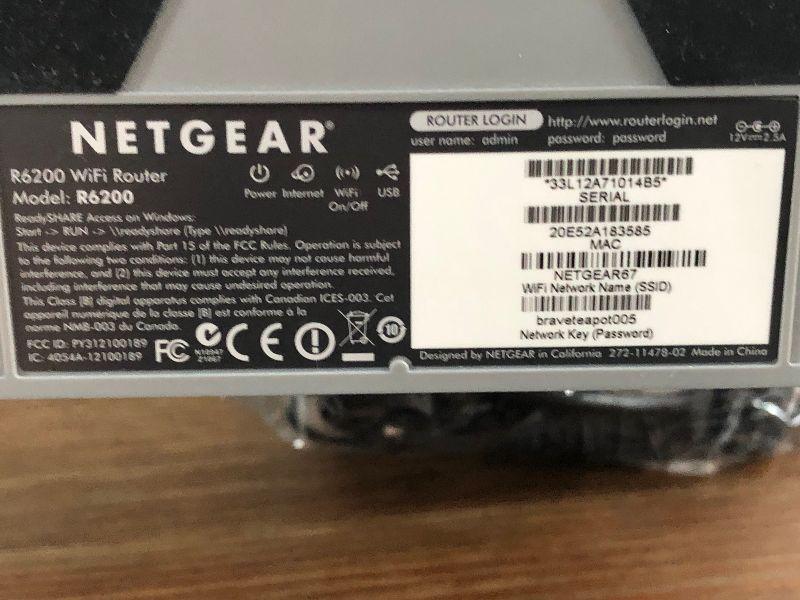 NETGEAR®
R6200 WiFi Router
Model: R6200
Power Internet WiFi On/Off USB
ReadySHARE Access on Windows:
Start -> RUN -> \\readyshare (Type \\readyshare)
This device complies with Part 15 of the FCC Rules. Operation is subject
to the following two conditions: (1) this device may not cause harmful
interference, and (2) this device must accept any interference received,
including interference that may cause undesired operation.
This Class [B] digital apparatus complies with Canadian ICES-003. Cet
appareil numérique de la classe [B] est conforme à la
norme NMB-003 du Canada.
FCC ID: PY312100189
IC: 4054A-12100189
FC
N10947
21067
CE
10
ROUTER LOGIN http://www.routerlogin.net
user name: admin password: password
12V 2.5A
*33L12A71014B5*
SERIAL
20E52A183585
MAC
NETGEAR67
WiFi Network Name (SSID)
braveteapot005
Network Key (Password)
Designed by NETGEAR in California 272-11478-02 Made in China